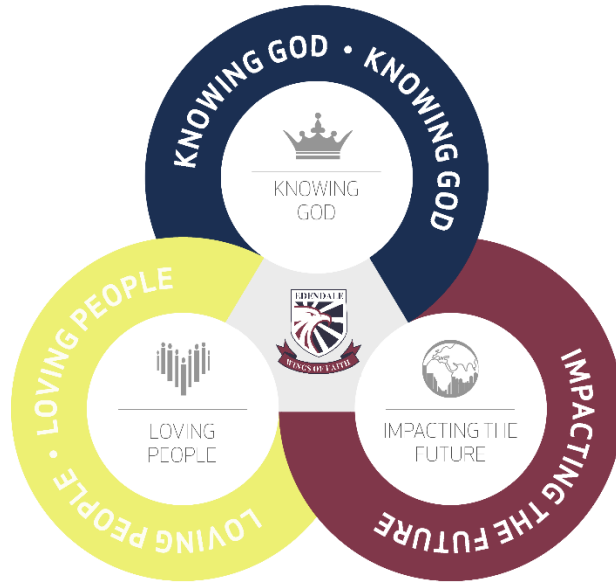 KNOWING GOD • KNOWING GOD
KNOWING
GOD
EDENDALE
WINGS OF FAITH
LOVING PEOPLE • LOVING PEOPLE
LOVING
PEOPLE
IMPACTING THE FUTURE
IMPACTING THE
FUTURE